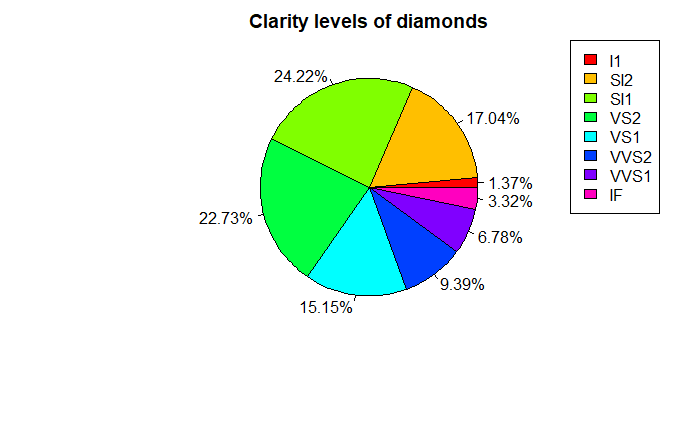 Clarity levels of diamonds
I1
SI2
SI1
VS2
VS1
VVS2
VVS1
IF
24.22%
17.04%
1.37%
3.32%
22.73%
6.78%
9.39%
15.15%